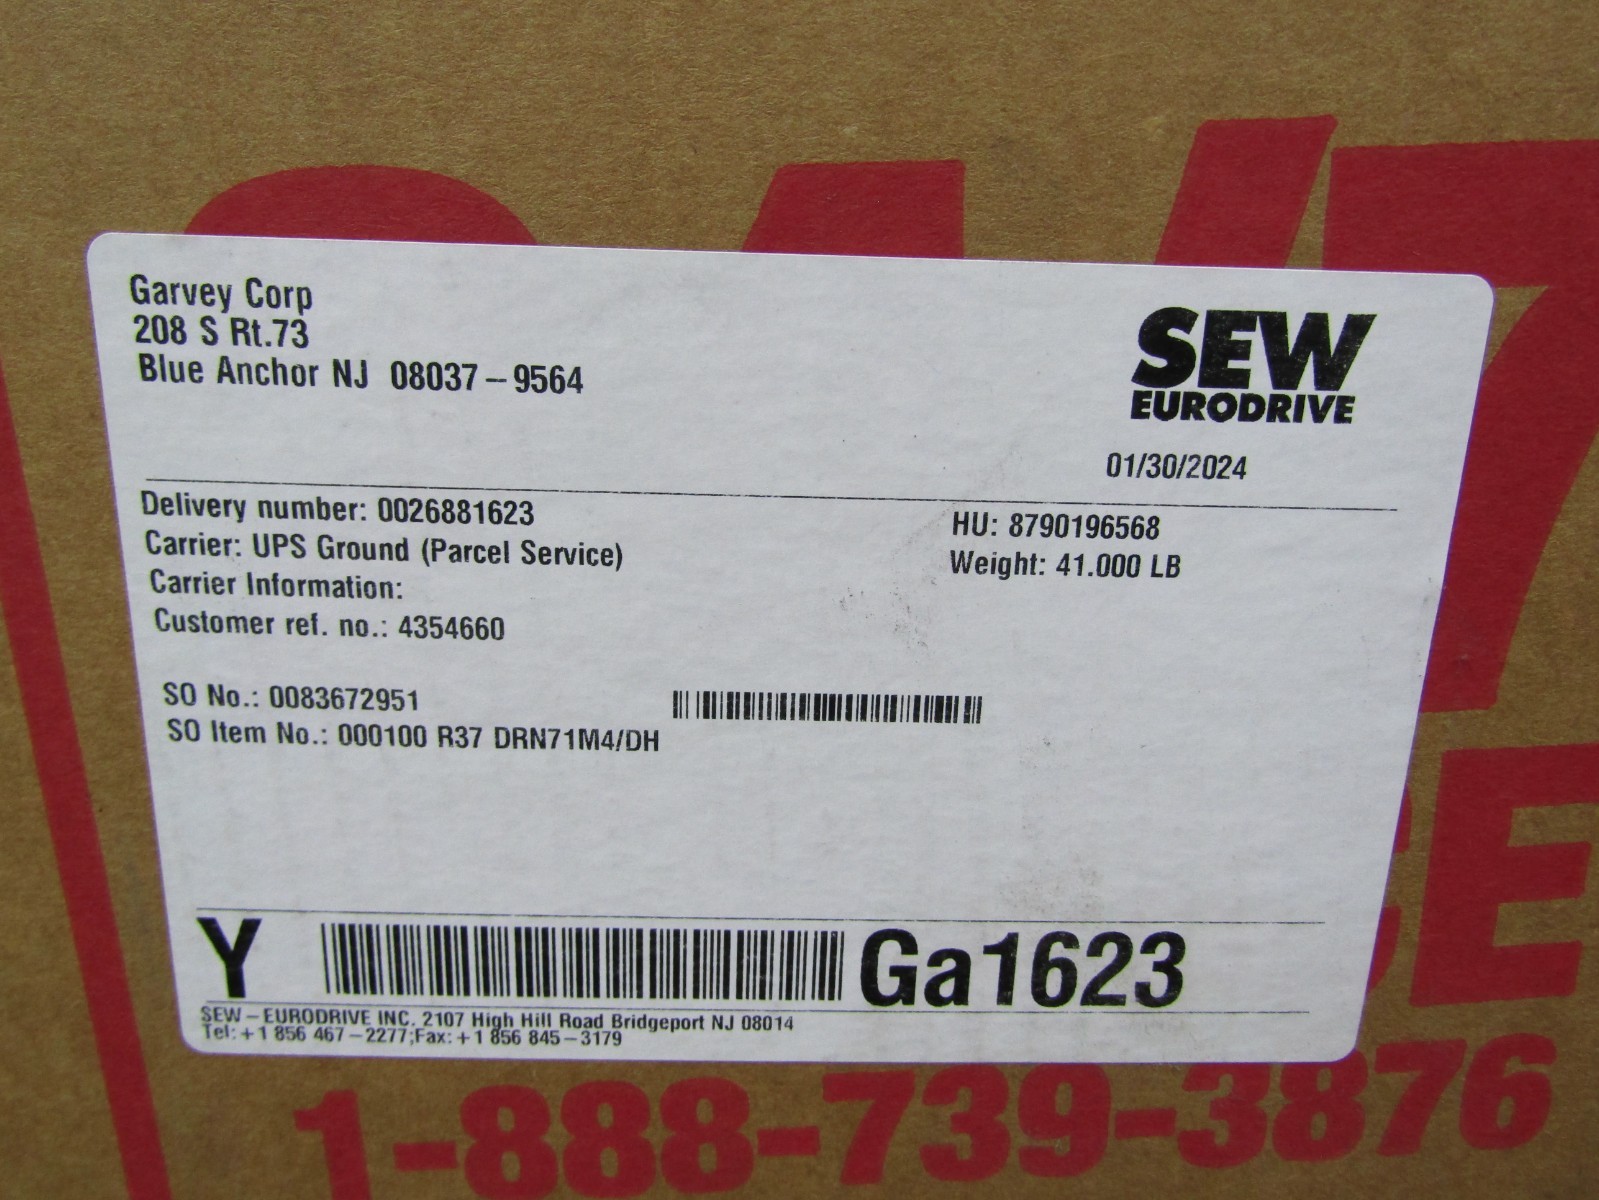 24/7
Garvey Corp
208 S Rt.73
Blue Anchor NJ 08037-9564
SEW
EURODRIVE
01/30/2024
Delivery number: 0026881623
HU: 8790196568
Carrier: UPS Ground (Parcel Service)
Weight: 41.000 LB
Carrier Information:
Customer ref. no.: 4354660
SO No.: 0083672951
SO Item No.: 000100 R37 DRN71M4/DH
Y
Ga1623
SEW-EURODRIVE INC. 2107 High Hill Road Bridgeport NJ 08014
Tel:+1 856 467-2277;Fax:+1 856 845-3179
1-888-739-3876